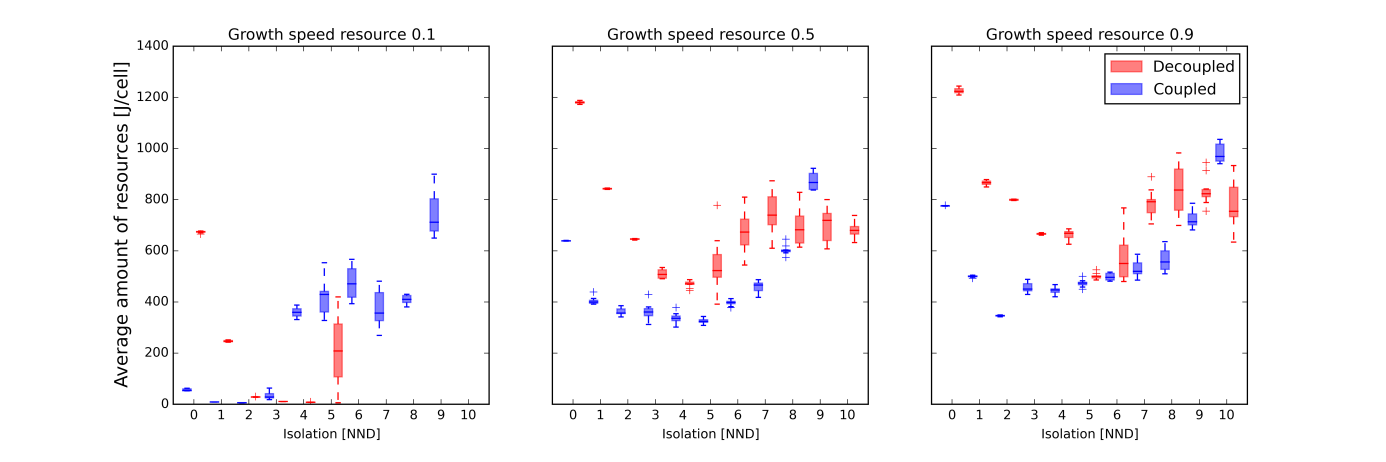 Growth speed resource 0.1
Growth speed resource 0.5
Growth speed resource 0.9
Average amount of resources [J/cell]
1400
1200
1000
800
600
400
200
0
Decoupled
Coupled
0 1 2 3 4 5 6 7 8 9 10
0 1 2 3 4 5 6 7 8 9 10
0 1 2 3 4 5 6 7 8 9 10
Isolation [NND]
Isolation [NND]
Isolation [NND]